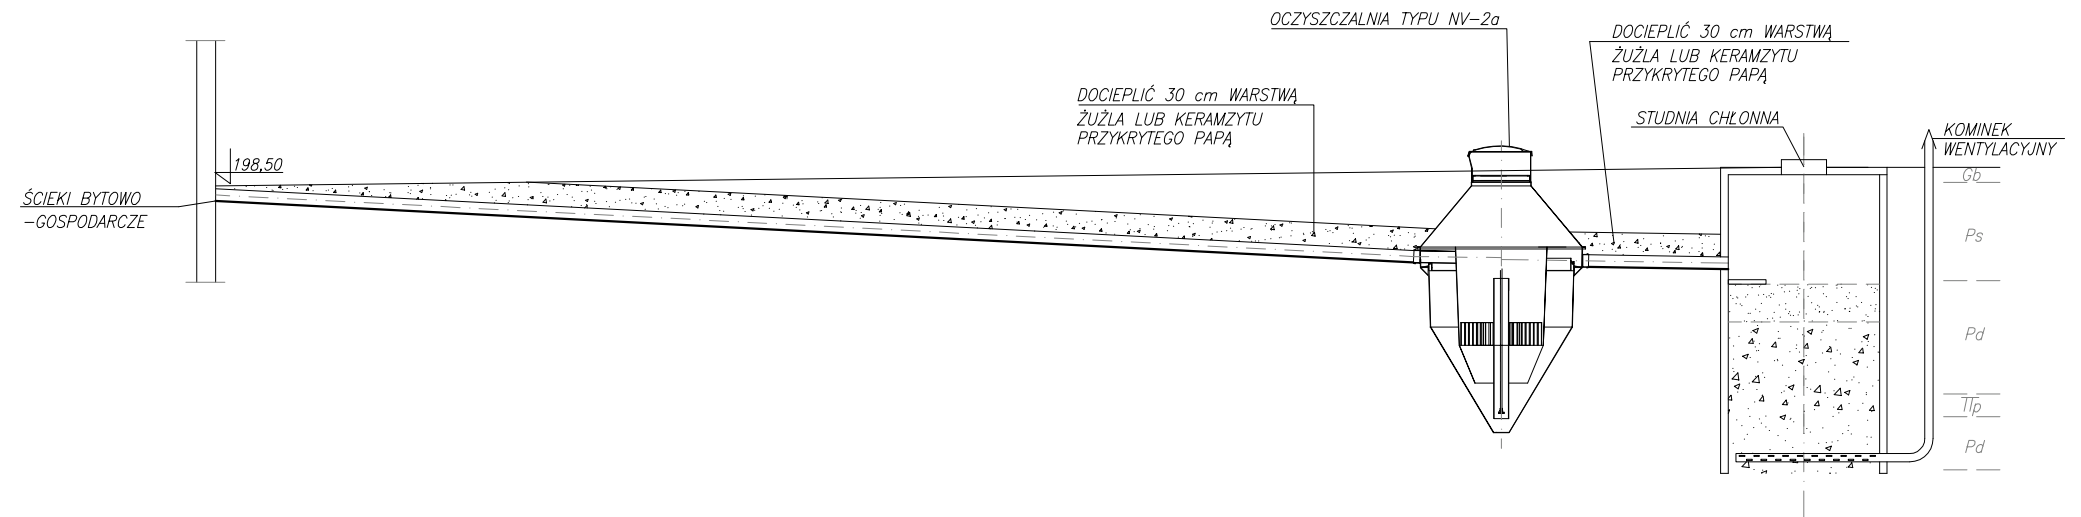 OCZYSZCZALNIA TYPU NV-2a
DOCIEPLIĆ 30 cm WARSTWĄ
ŻUŻLA LUB KERAMZYTU
PRZYKRYTEGO PAPĄ
DOCIEPLIĆ 30 cm WARSTWĄ
ŻUŻLA LUB KERAMZYTU
PRZYKRYTEGO PAPĄ
STUDNIA CHŁONNA
KOMINEK
WENTYLACYJNY
198,50
ŚCIEKI BYTOWO
-GOSPODARCZE
Gb
Ps
Pd
Πp
Pd